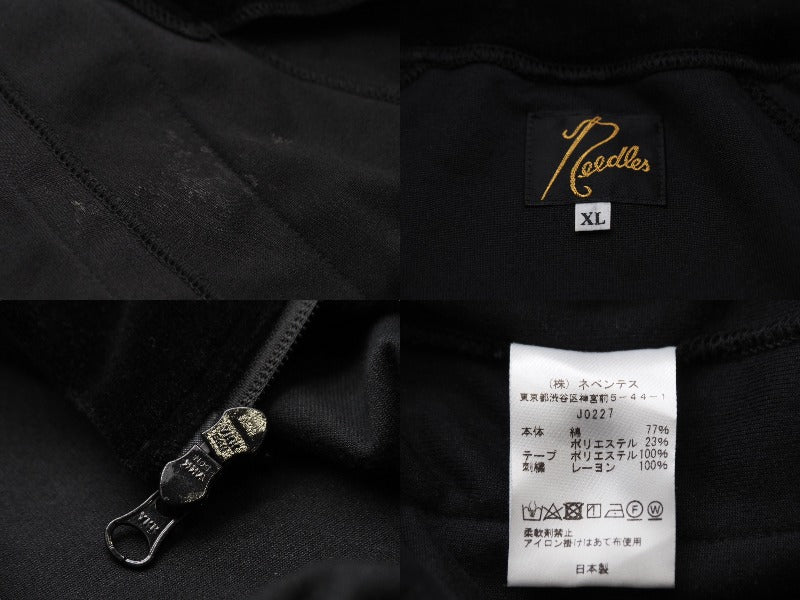 Needles
XL
YKK
(株) ネペンテス
東京都渋谷区神宮前5-44-1
J0227
本体 綿 77%
ポリエステル 23%
テープ ポリエステル 100%
刺繍 レーヨン 100%
柔軟剤禁止
アイロン掛けはあて布使用
日本製